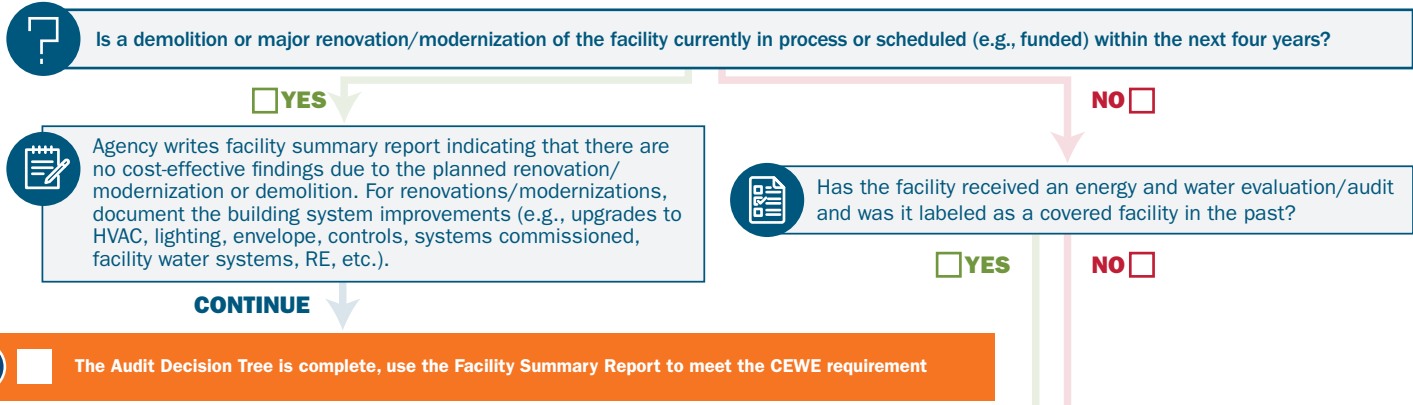 Is a demolition or major renovation/modernization of the facility currently in process or scheduled (e.g., funded) within the next four years?
YES
NO
Agency writes facility summary report indicating that there are
no cost-effective findings due to the planned renovation/
modernization or demolition. For renovations/modernizations,
document the building system improvements (e.g., upgrades to
HVAC, lighting, envelope, controls, systems commissioned,
facility water systems, RE, etc.).
Has the facility received an energy and water evaluation/audit
and was it labeled as a covered facility in the past?
YES
NO
CONTINUE
The Audit Decision Tree is complete, use the Facility Summary Report to meet the CEWE requirement